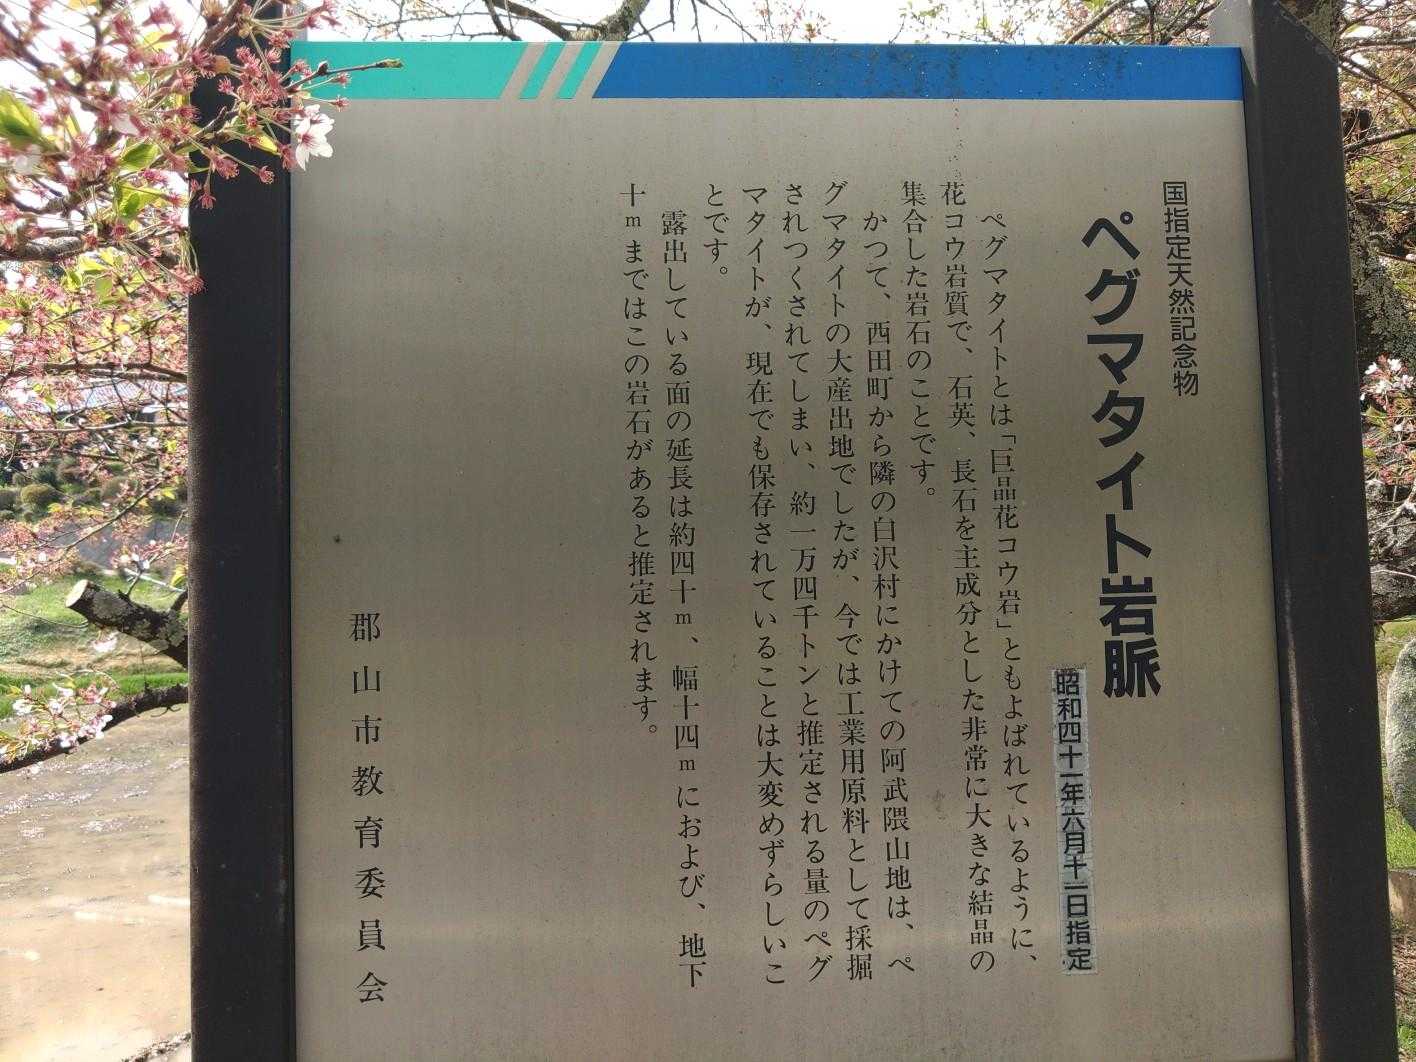 国指定天然記念物
ペグマタイト岩脈
昭和四十一年六月十一日指定
ペグマタイトとは「巨晶花コウ岩」ともよばれているように、
花コウ岩質で、石英、長石を主成分とした非常に大きな結晶の
集合した岩石のことです。
かつて、西田町から隣の白沢村にかけての阿武隈山地は、ペ
グマタイトの大産出地でしたが、今では工業用原料として採掘
されつくされてしまい、約一万四千トンと推定される量のペグ
マタイトが、現在でも保存されていることは大変めずらしいこ
とです。
露出している面の延長は約四十m、幅十四mにおよび、地下
十mまではこの岩石があると推定されます。
郡山市教育委員会